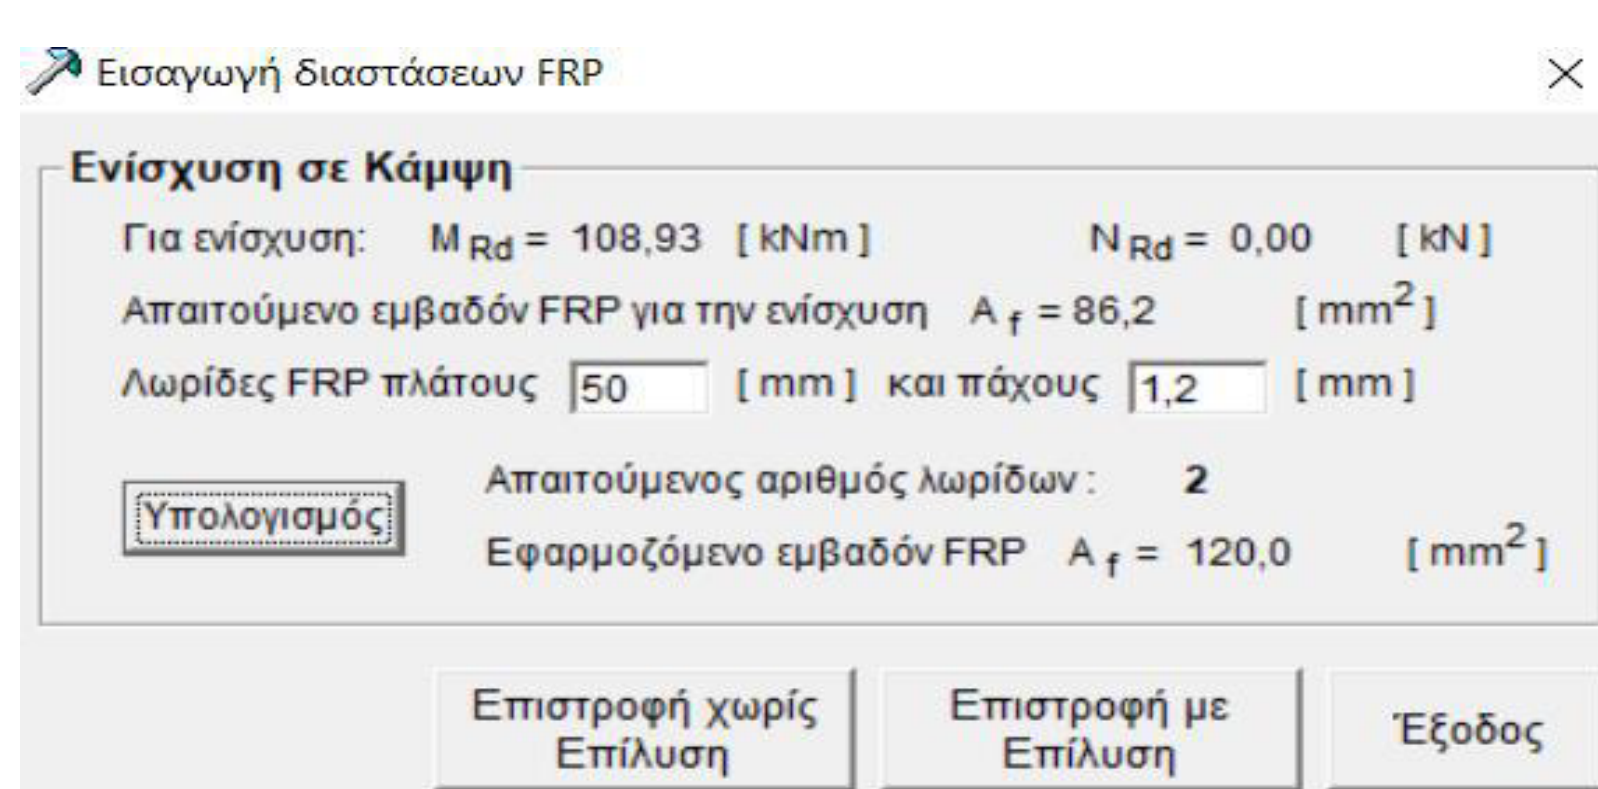 Εισαγωγή διαστάσεων FRP
Ενίσχυση σε Κάμψη
Για ενίσχυση: M Rd = 108,93 [ kNm ] N Rd = 0,00 [ kN ]
Απαιτούμενο εμβαδόν FRP για την ενίσχυση A f = 86,2 [ mm² ]
Λωρίδες FRP πλάτους 50 [ mm ] και πάχους 1,2 [ mm ]
Απαιτούμενος αριθμός λωρίδων : 2
Υπολογισμός
Εφαρμοζόμενο εμβαδόν FRP A f = 120,0 [ mm² ]
Επιστροφή χωρίς Επίλυση
Επιστροφή με Επίλυση
Έξοδος